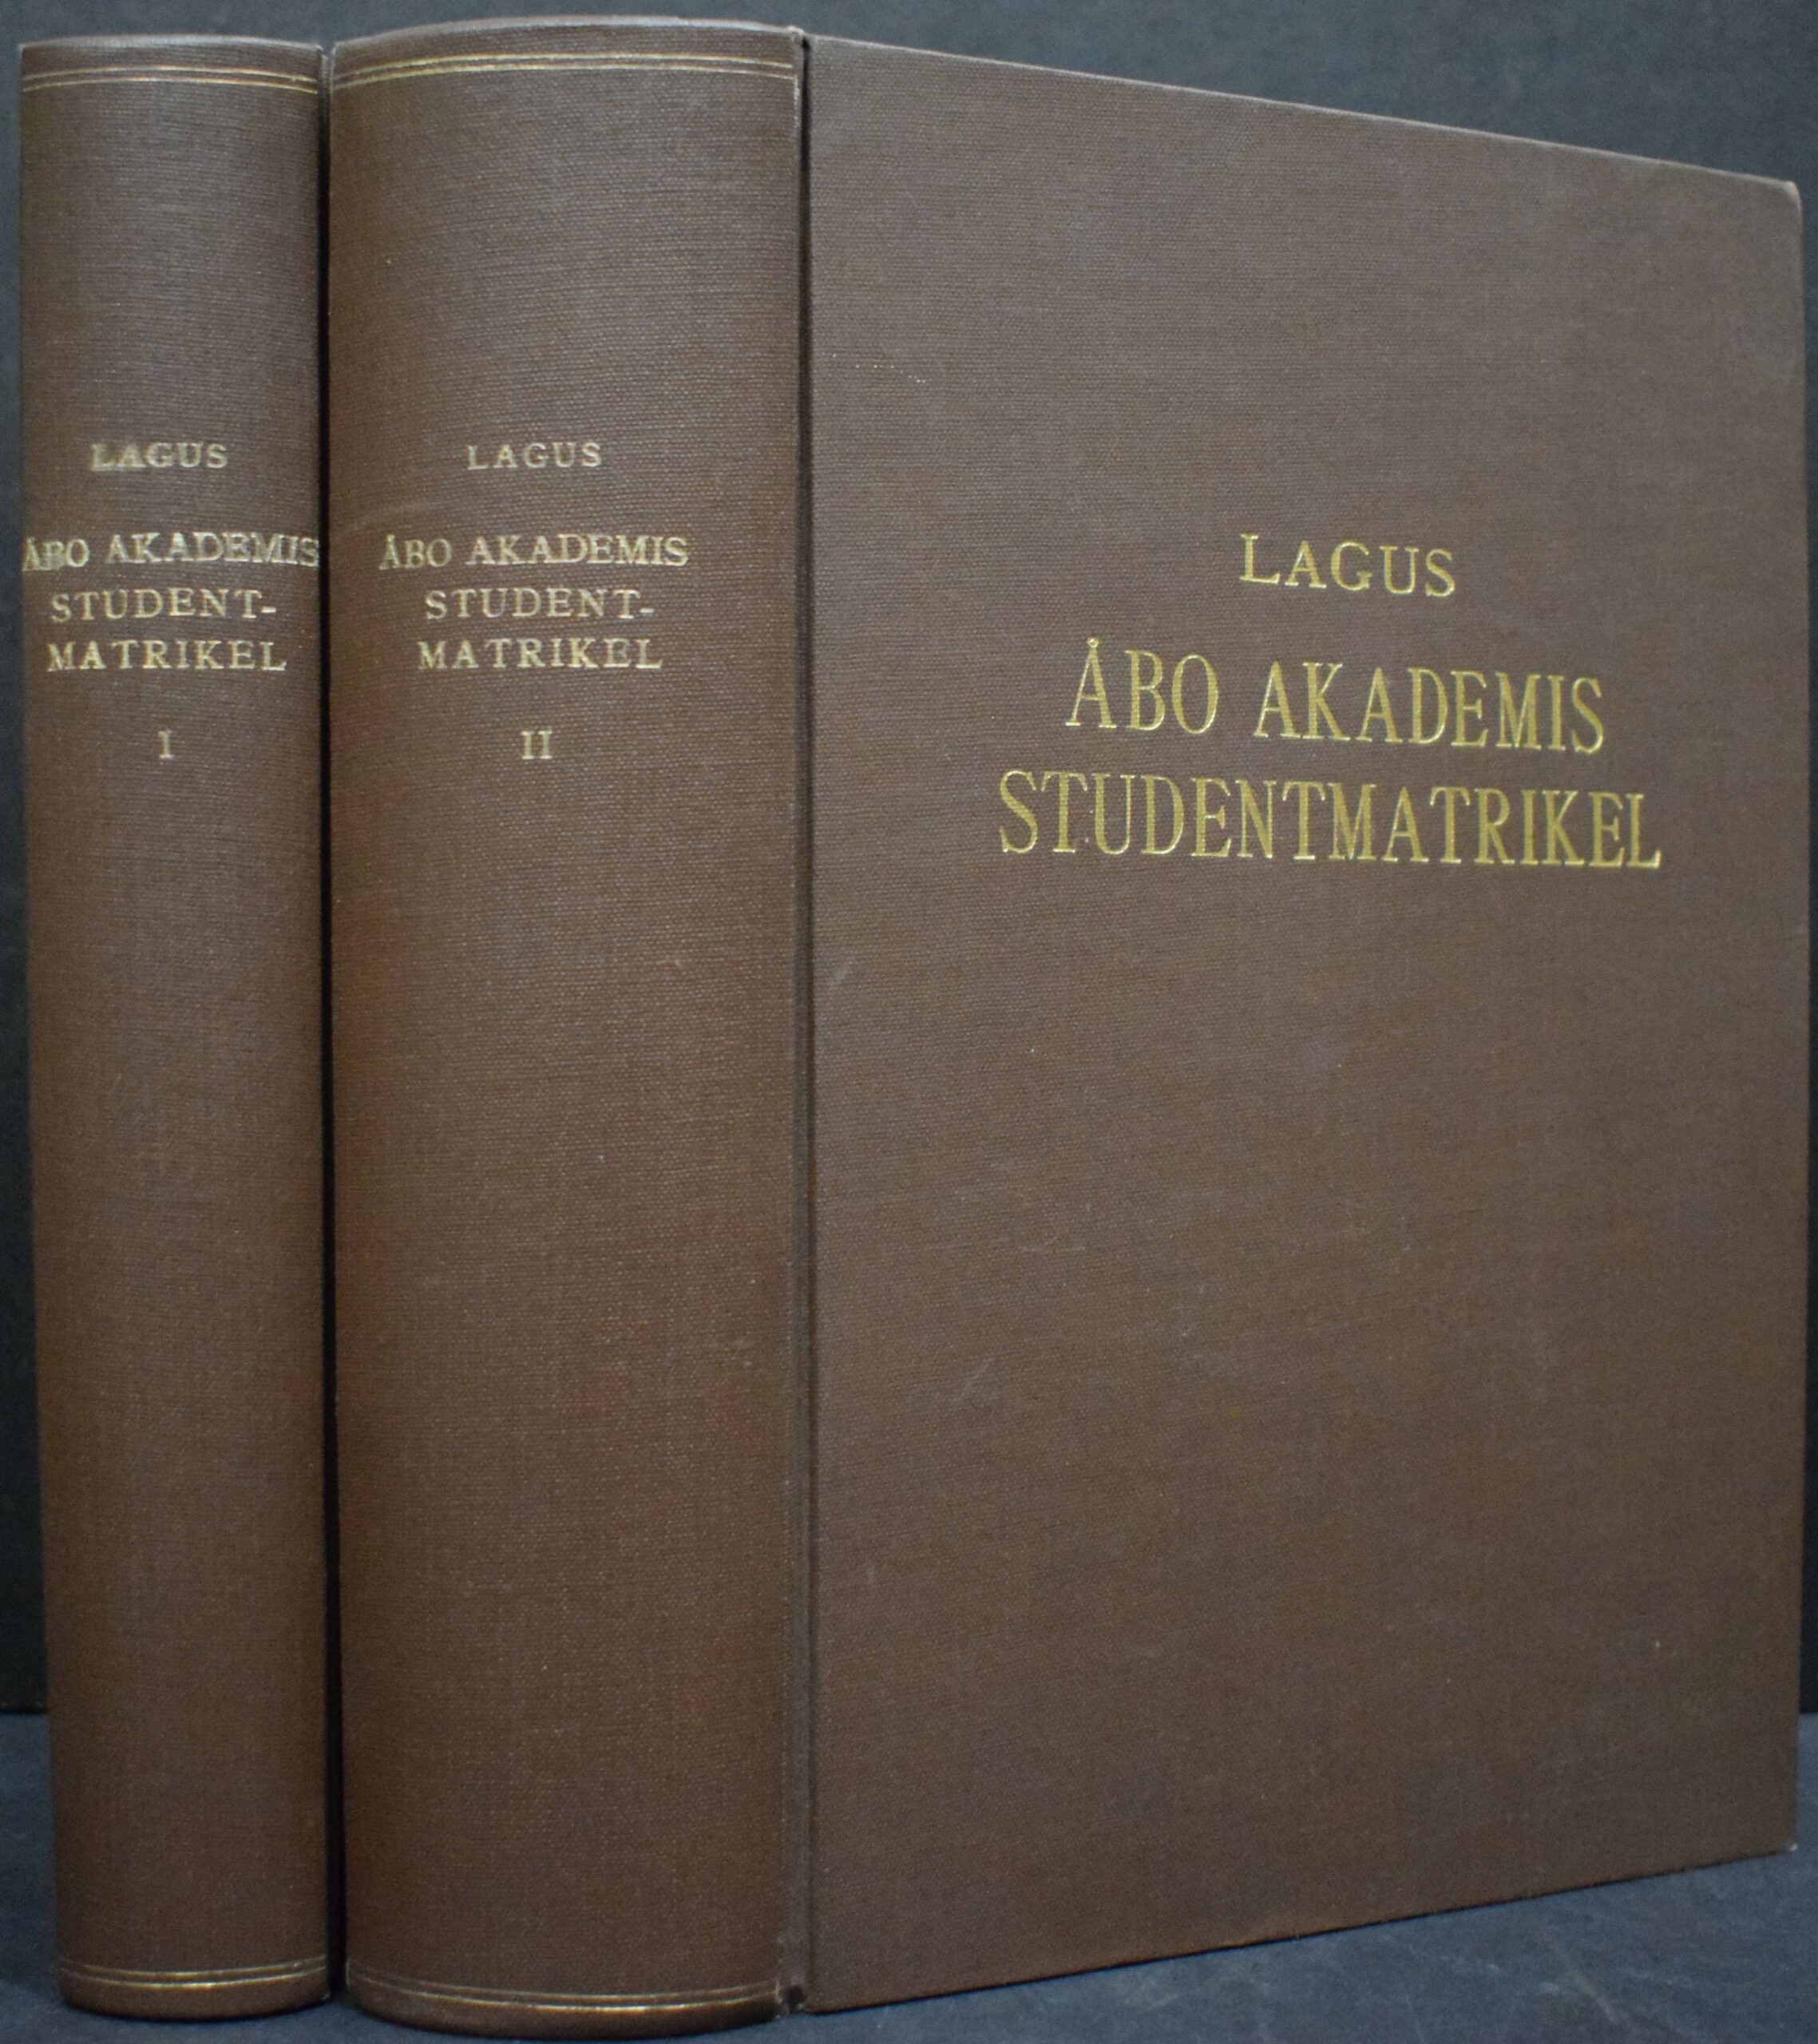 LAGUS
ÅBO AKADEMIS
STUDENT-
MATRIKEL
I
LAGUS
ÅBO AKADEMIS
STUDENT-
MATRIKEL
II
LAGUS
ÅBO AKADEMIS
STUDENTMATRIKEL